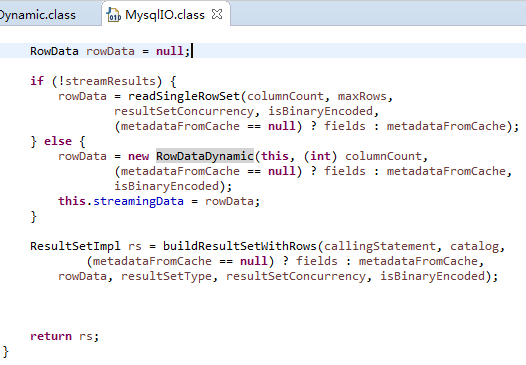 Dynamic.class
MysqlIO.class
RowData rowData = null;
if (!streamResults) {
rowData = readSingleRowSet(columnCount, maxRows,
resultSetConcurrency, isBinaryEncoded,
(metadataFromCache == null) ? fields : metadataFromCache);
} else {
rowData = new RowDataDynamic(this, (int) columnCount,
(metadataFromCache == null) ? fields : metadataFromCache,
isBinaryEncoded);
this.streamingData = rowData;
}
ResultSetImpl rs = buildResultSetWithRows(callingStatement, catalog,
(metadataFromCache == null) ? fields : metadataFromCache,
rowData, resultSetType, resultSetConcurrency, isBinaryEncoded);
return rs;
}